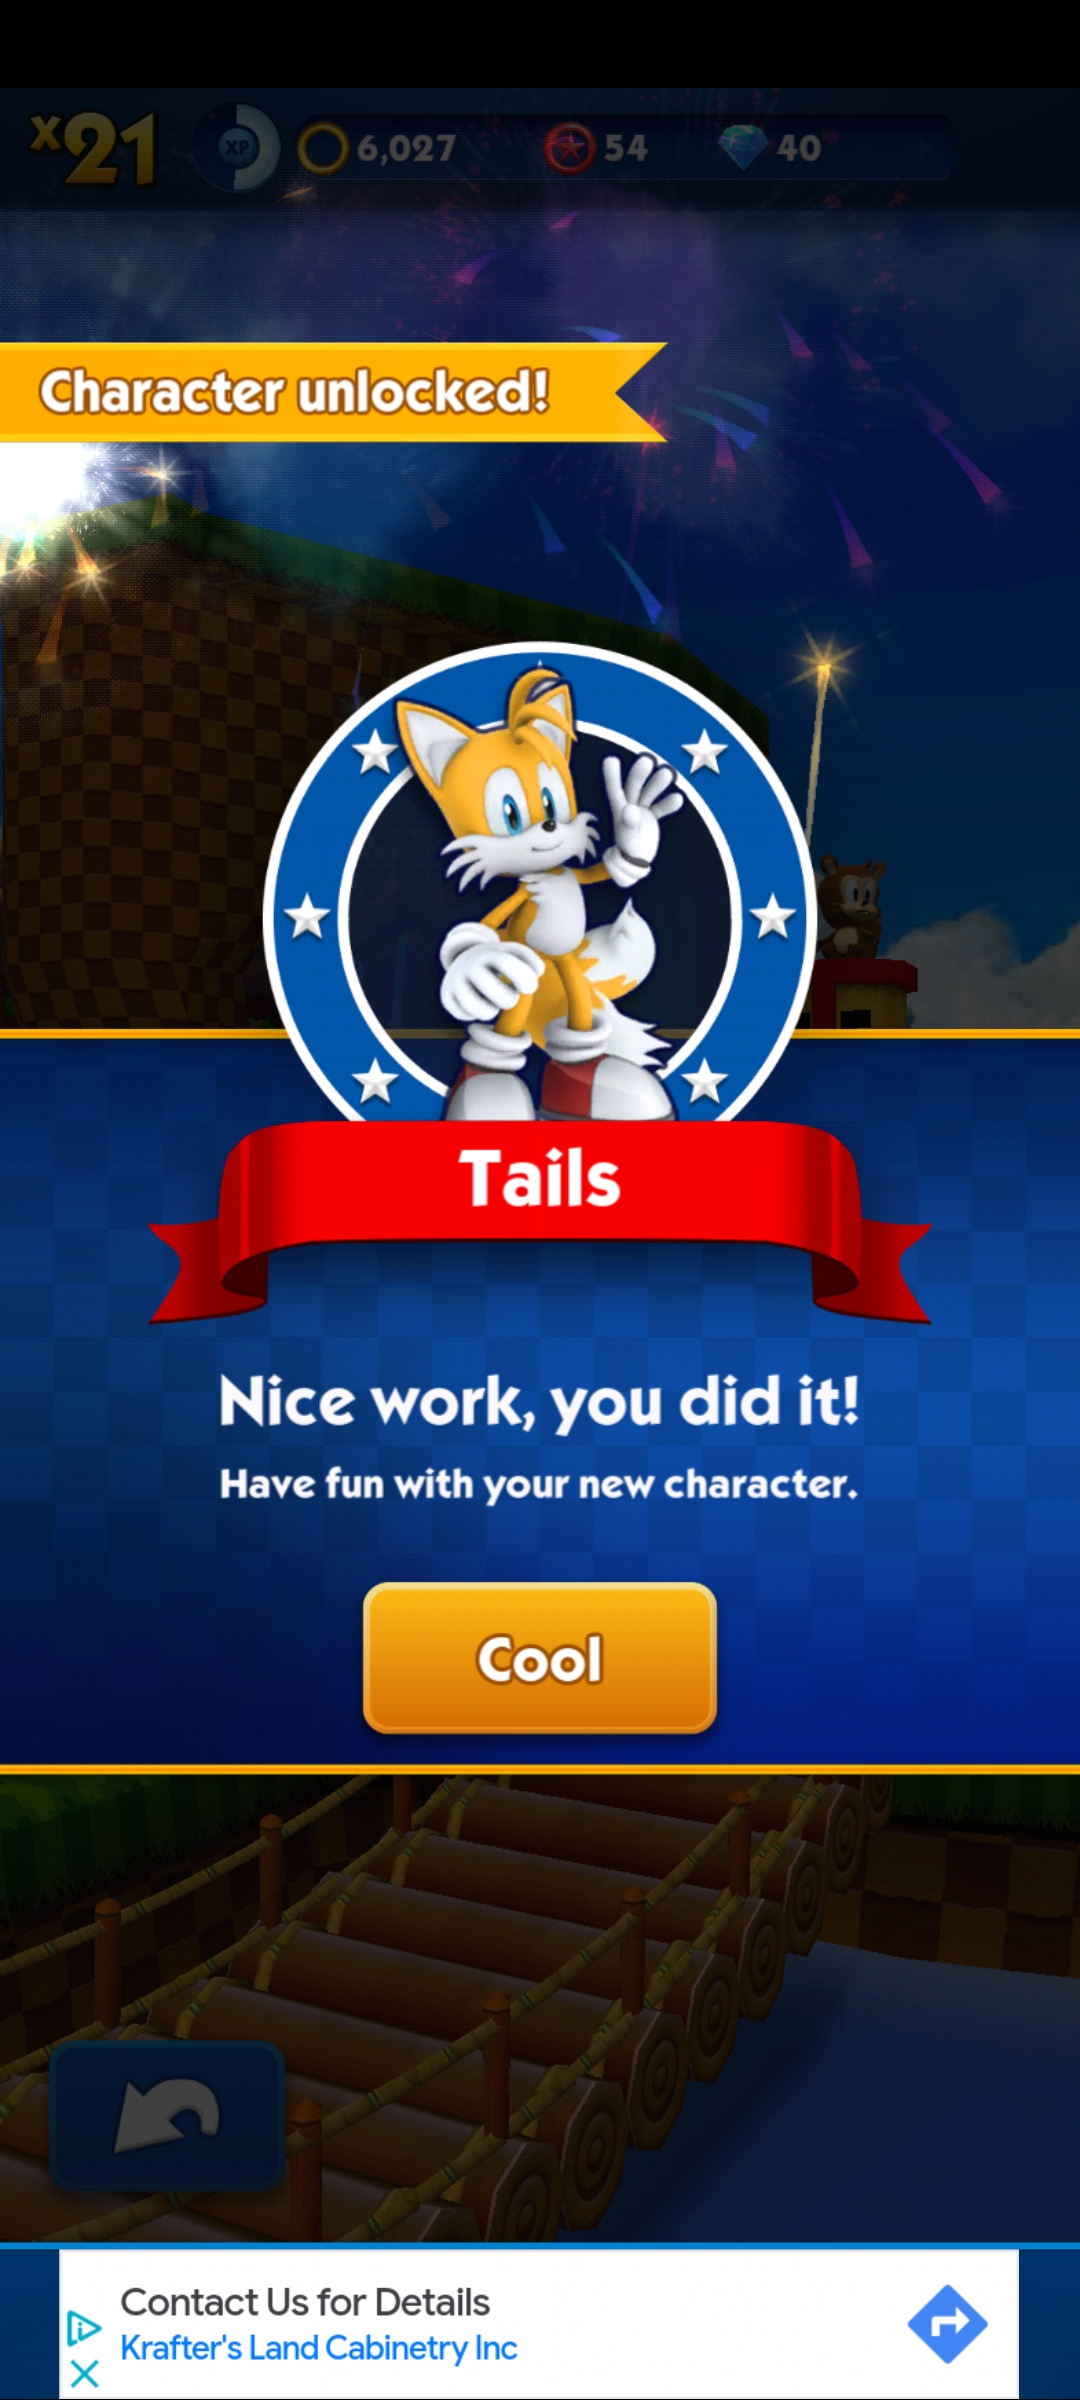 x21 XP 6,027 54 40
Character unlocked!
Tails
Nice work, you did it!
Have fun with your new character.
Cool
Contact Us for Details
Krafter's Land Cabinetry Inc